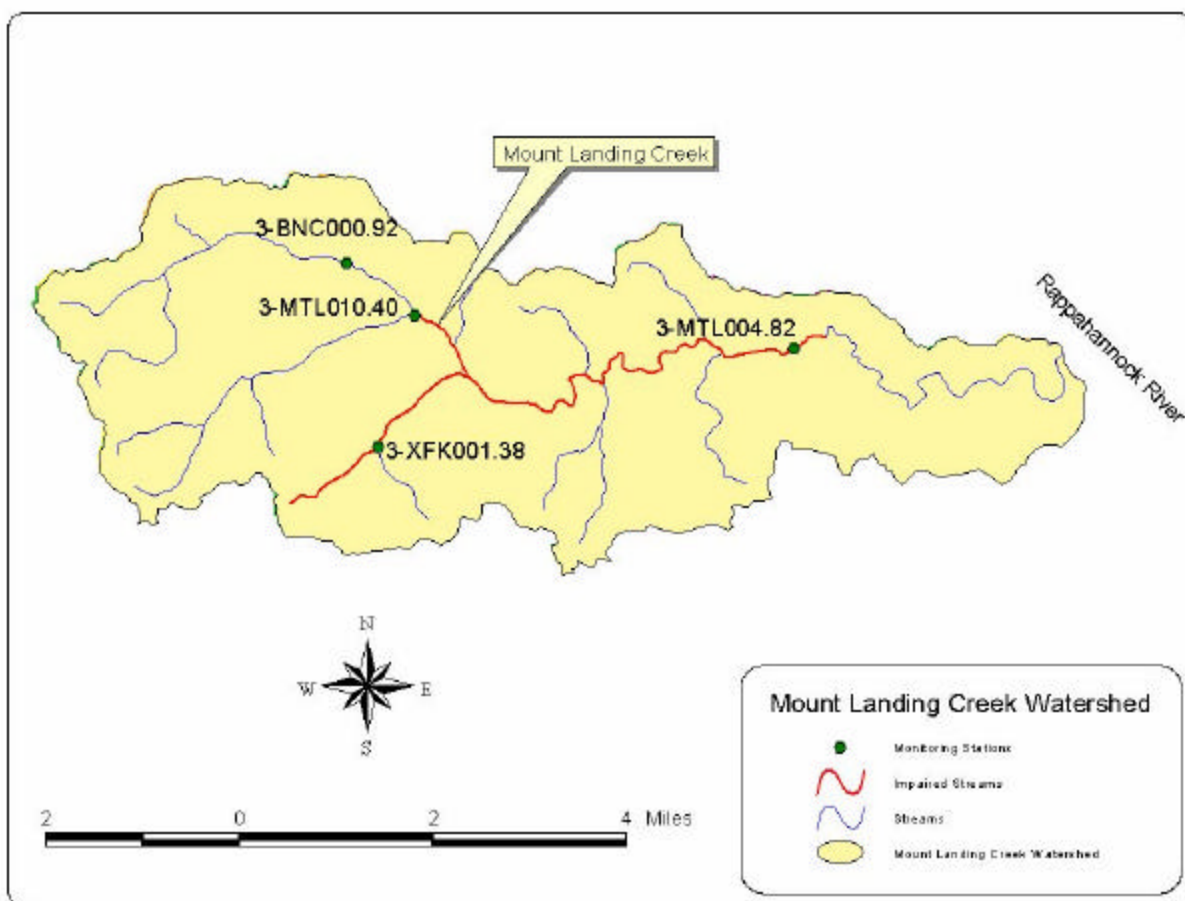 Mount Landing Creek
3-BNC000.92
3-MTL010.40
3-MTL004.82
Rappahannock River
3-XFK001.38
N
W E
S
2 0 2 4 Miles
Mount Landing Creek Watershed
Monitoring Stations
Impaired Streams
Streams
Mount Landing Creek Watershed